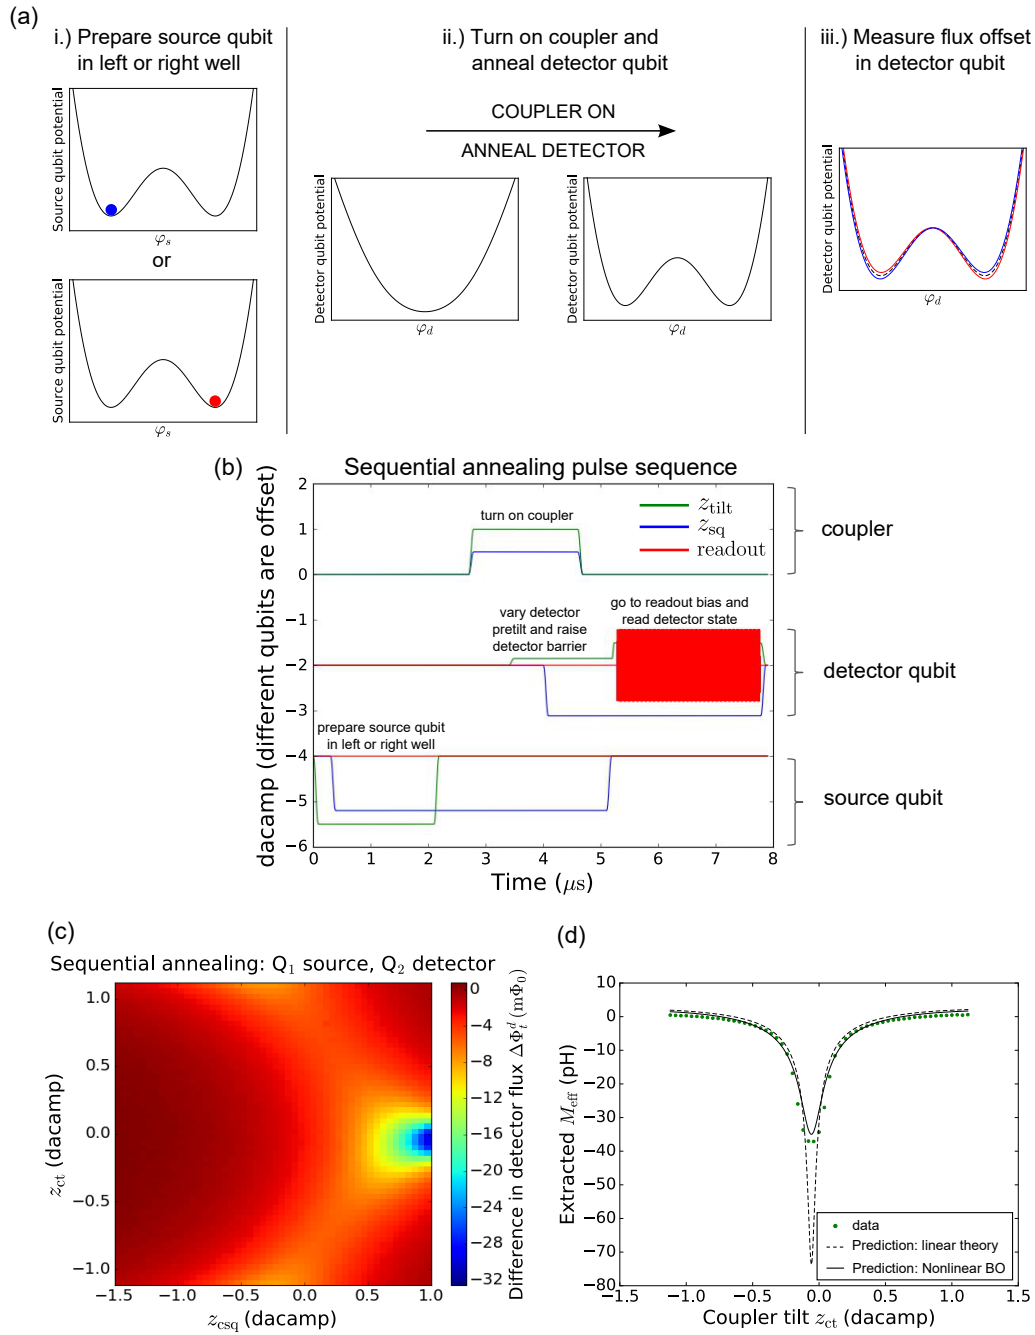 (a)
i.) Prepare source qubit
in left or right well
ii.) Turn on coupler and
anneal detector qubit
iii.) Measure flux offset
in detector qubit
Source qubit potential
φs
or
Source qubit potential
φs
COUPLER ON
ANNEAL DETECTOR
Detector qubit potential
φd
Detector qubit potential
φd
Detector qubit potential
φd
(b)
Sequential annealing pulse sequence
dacamp (different qubits are offset)
2
1
0
−1
−2
−3
−4
−5
−6
turn on coupler
z_tilt
z_sq
readout
vary detector
pretilt and raise
detector barrier
go to readout bias and
read detector state
prepare source qubit
in left or right well
0 1 2 3 4 5 6 7 8
Time (μs)
coupler
detector qubit
source qubit
(c)
Sequential annealing: Q1 source, Q2 detector
z_ct (dacamp)
1.0
0.5
0.0
−0.5
−1.0
−1.5 −1.0 −0.5 0.0 0.5 1.0
z_csq (dacamp)
0
−4
−8
−12
−16
−20
−24
−28
−32
Difference in detector flux ΔΦ_t^d (mΦ0)
(d)
Extracted M_eff (pH)
10
0
−10
−20
−30
−40
−50
−60
−70
−80
data
Prediction: linear theory
Prediction: Nonlinear BO
−1.5 −1.0 −0.5 0.0 0.5 1.0 1.5
Coupler tilt z_ct (dacamp)